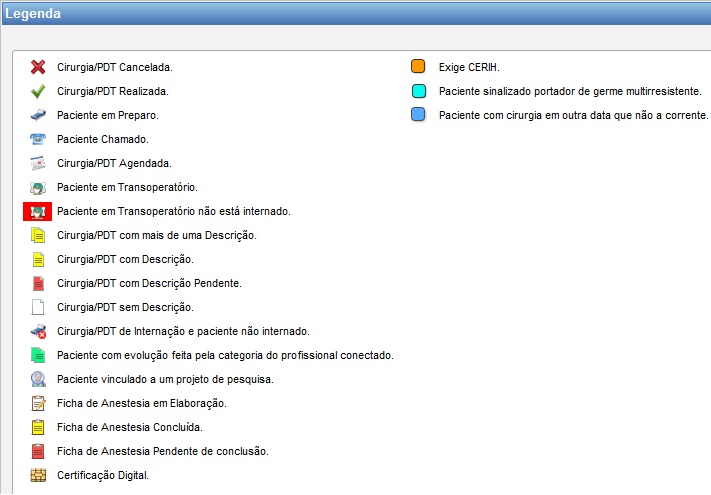 Legenda
Cirurgia/PDT Cancelada.
Cirurgia/PDT Realizada.
Paciente em Preparo.
Paciente Chamado.
Cirurgia/PDT Agendada.
Paciente em Transoperatório.
Paciente em Transoperatório não está internado.
Cirurgia/PDT com mais de uma Descrição.
Cirurgia/PDT com Descrição.
Cirurgia/PDT com Descrição Pendente.
Cirurgia/PDT sem Descrição.
Cirurgia/PDT de Internação e paciente não internado.
Paciente com evolução feita pela categoria do profissional conectado.
Paciente vinculado a um projeto de pesquisa.
Ficha de Anestesia em Elaboração.
Ficha de Anestesia Concluída.
Ficha de Anestesia Pendente de conclusão.
Certificação Digital.
Exige CERIH.
Paciente sinalizado portador de germe multirresistente.
Paciente com cirurgia em outra data que não a corrente.